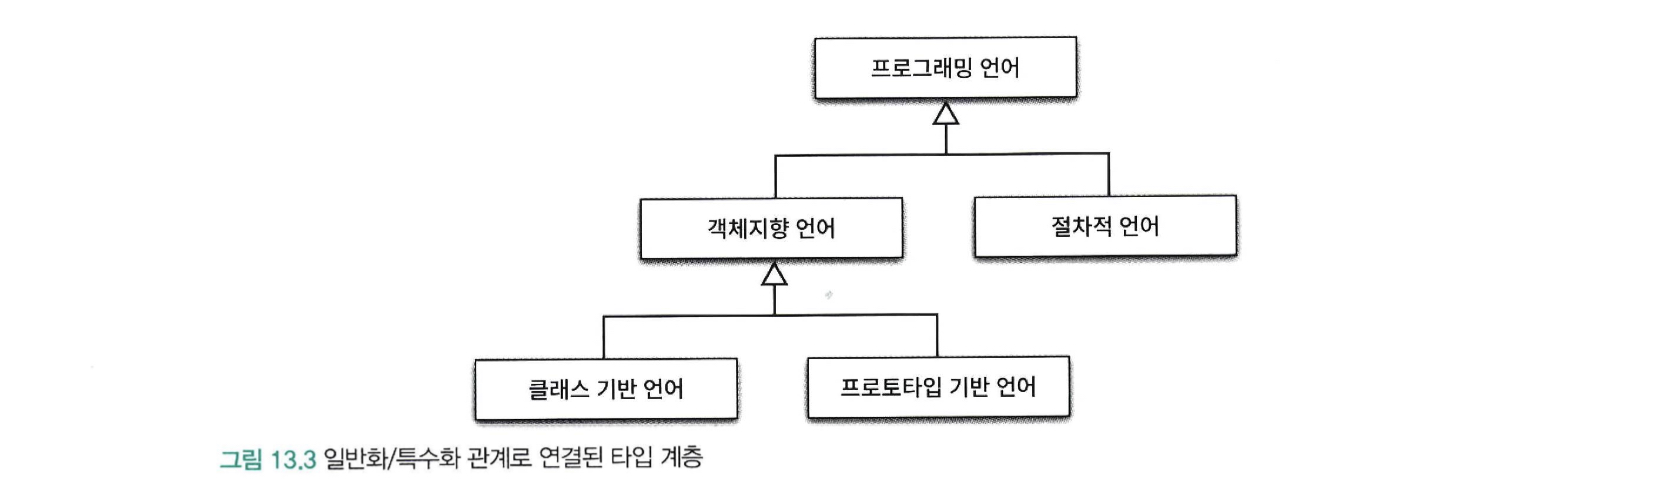 프로그래밍 언어
객체지향 언어
절차적 언어
클래스 기반 언어
프로토타입 기반 언어
그림 13.3 일반화/특수화 관계로 연결된 타입 계층